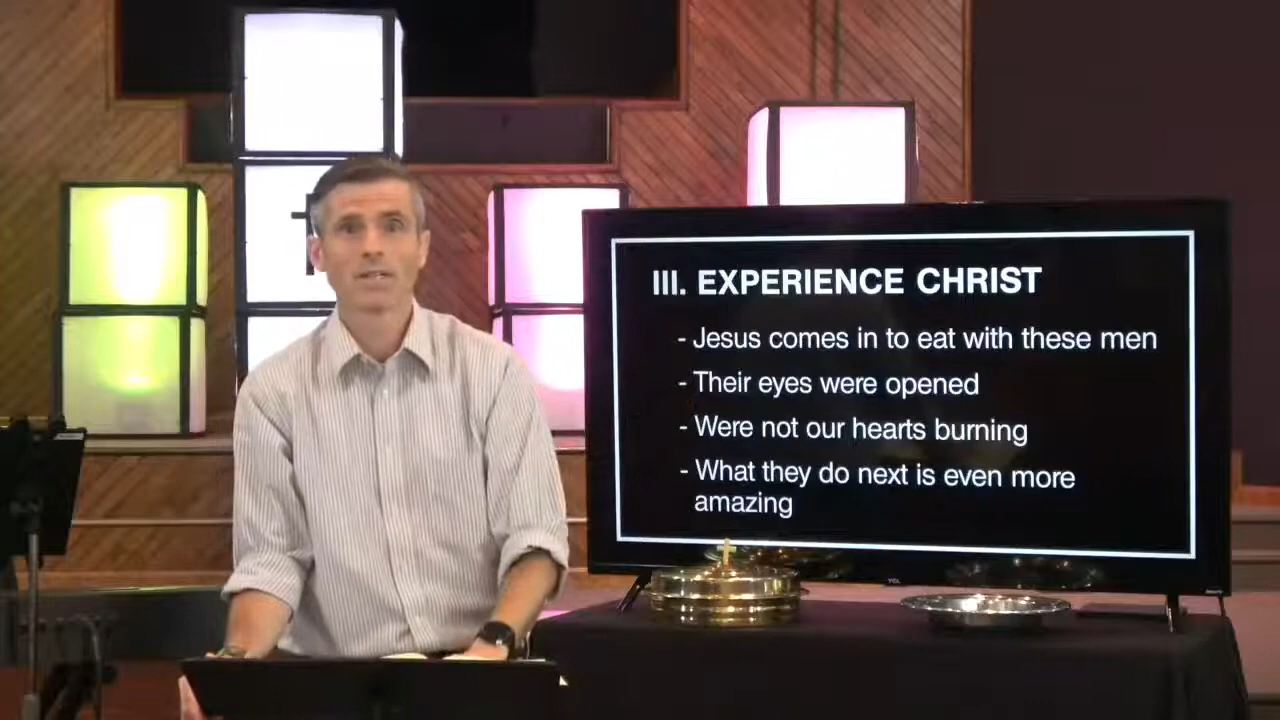 III. EXPERIENCE CHRIST
- Jesus comes in to eat with these men
- Their eyes were opened
- Were not our hearts burning
- What they do next is even more
amazing
TCL